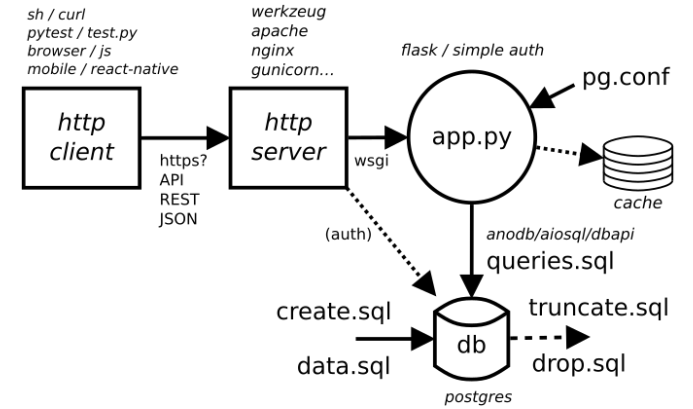 sh / curl
pytest / test.py
browser / js
mobile / react-native
werkzeug
apache
nginx
gunicorn...
flask / simple auth
pg.conf
http
client
https?
API
REST
JSON
http
server
wsgi
app.py
cache
(auth)
anodb/aiosql/dbapi
queries.sql
create.sql
data.sql
db
truncate.sql
drop.sql
postgres